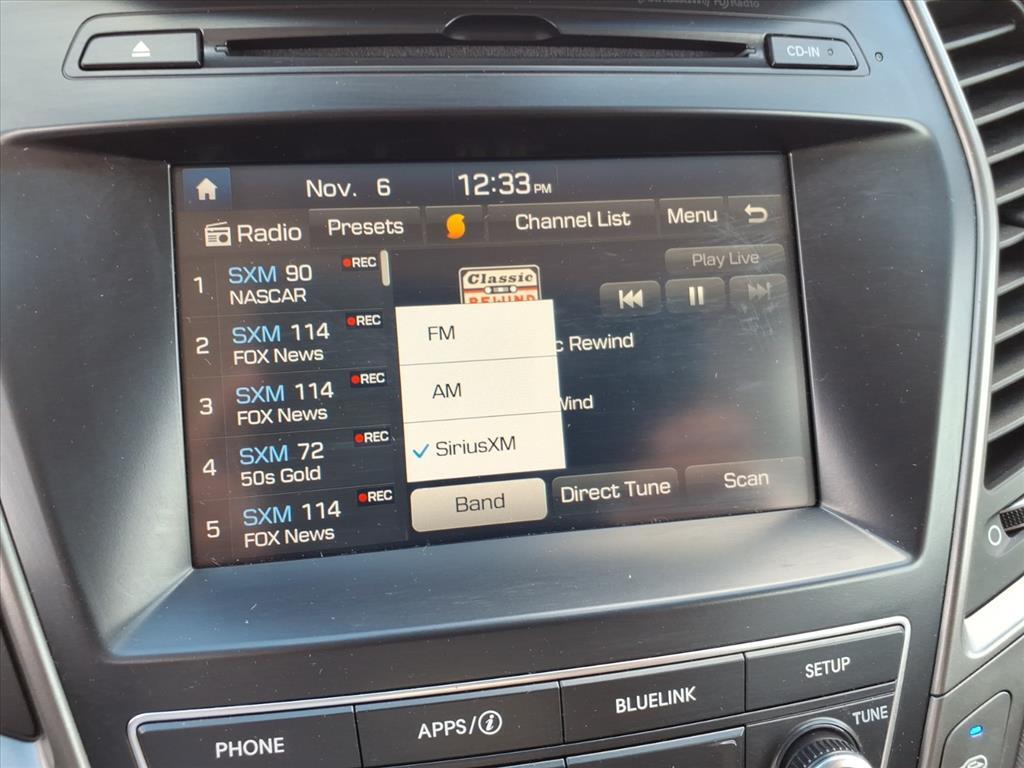 CD-IN
Nov. 6 12:33 PM
Radio Presets Channel List Menu
Play Live
1 SXM 90 REC
NASCAR
2 SXM 114 REC
FOX News
3 SXM 114 REC
FOX News
4 SXM 72 REC
50s Gold
5 SXM 114 REC
FOX News
Classic
REWIND
Rewind
FM
AM
SiriusXM
Band Direct Tune Scan
PHONE APPS/i BLUELINK SETUP
TUNE